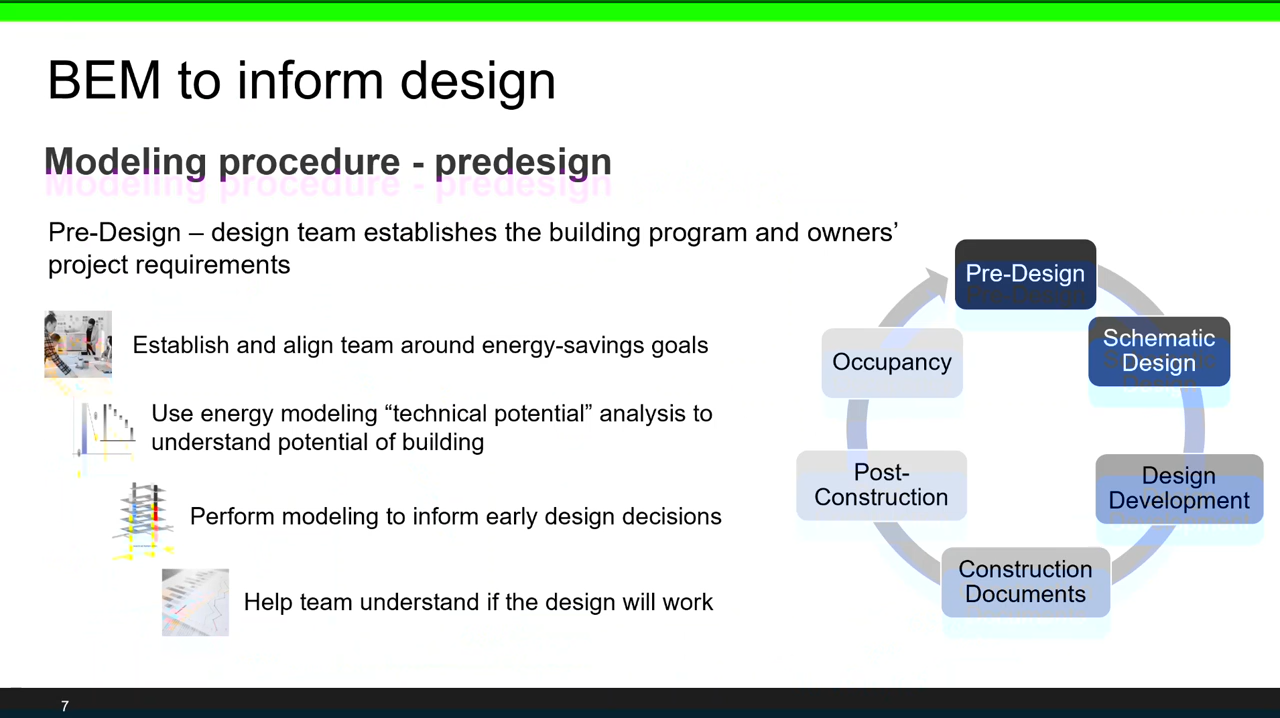 BEM to inform design
Modeling procedure - predesign
Pre-Design – design team establishes the building program and owners’
project requirements
Establish and align team around energy-savings goals
Use energy modeling “technical potential” analysis to
understand potential of building
Perform modeling to inform early design decisions
Help team understand if the design will work
Pre-Design
Schematic
Design
Design
Development
Construction
Documents
Post-
Construction
Occupancy
7